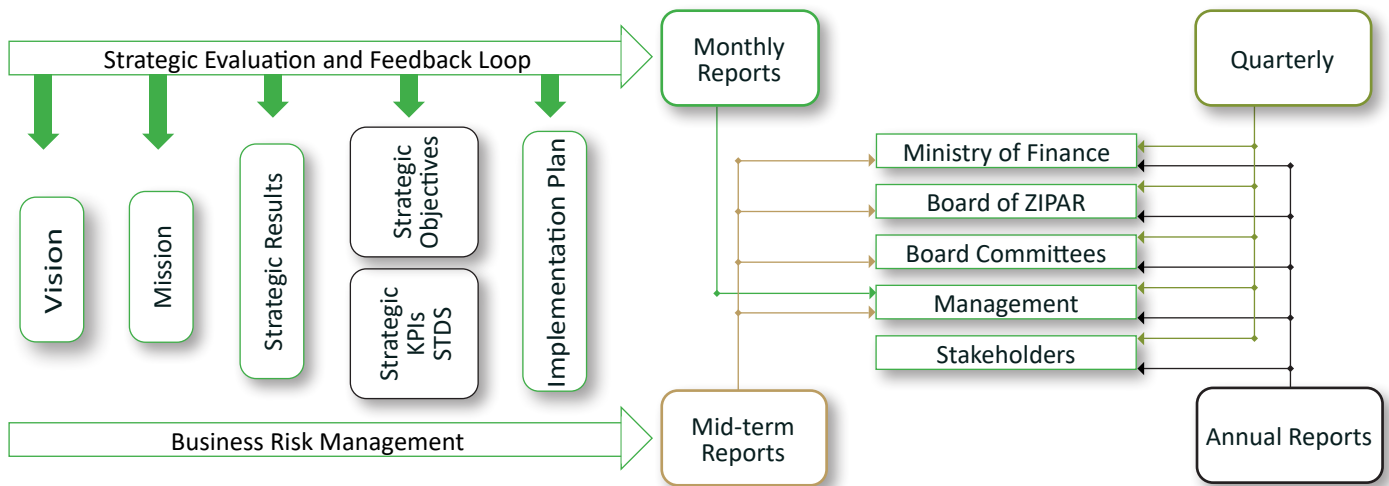 Strategic Evaluation and Feedback Loop
Monthly
Reports
Quarterly
Vision
Mission
Strategic Results
Strategic
Objectives
Strategic
KPIs
STDS
Implementation Plan
Ministry of Finance
Board of ZIPAR
Board Committees
Management
Stakeholders
Business Risk Management
Mid-term
Reports
Annual Reports